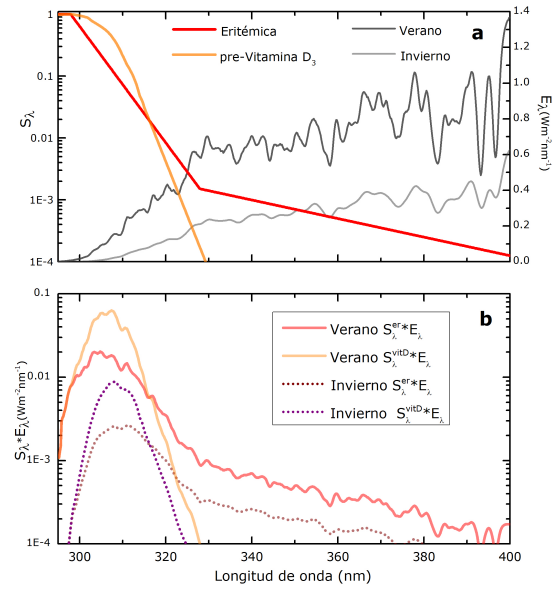 Eritémica
pre-Vitamina D3
Verano
Invierno
a
1
0.1
0.01
1E-3
1E-4
Sλ
1.4
1.2
1.0
0.8
0.6
0.4
0.2
0.0
Eλ(Wm-2nm-1)
b
Verano Sλer*Eλ
Verano SλvitD*Eλ
Invierno Sλer*Eλ
Invierno SλvitD*Eλ
0.1
0.01
1E-3
1E-4
Sλ*Eλ(Wm-2nm-1)
300 320 340 360 380 400
Longitud de onda (nm)